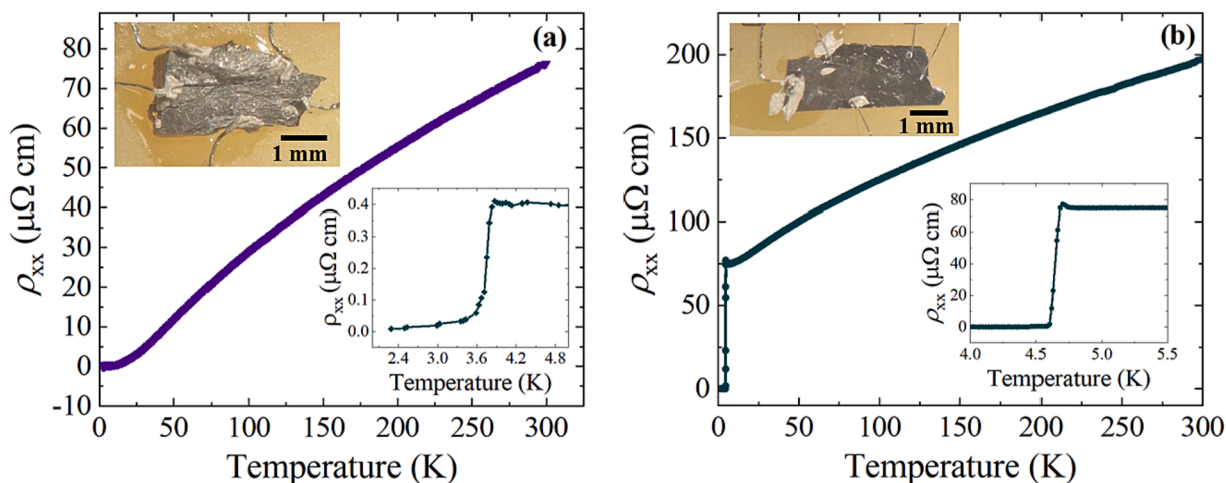 (a)
1 mm
ρxx (μΩ cm)
80
70
60
50
40
30
20
10
0
-10
0 50 100 150 200 250 300
Temperature (K)
ρxx (μΩ cm)
0.4
0.3
0.2
0.1
0.0
2.4 3.0 3.6 4.2 4.8
Temperature (K)
(b)
1 mm
ρxx (μΩ cm)
200
150
100
50
0
0 50 100 150 200 250 300
Temperature (K)
ρxx (μΩ cm)
80
60
40
20
0
4.0 4.5 5.0 5.5
Temperature (K)